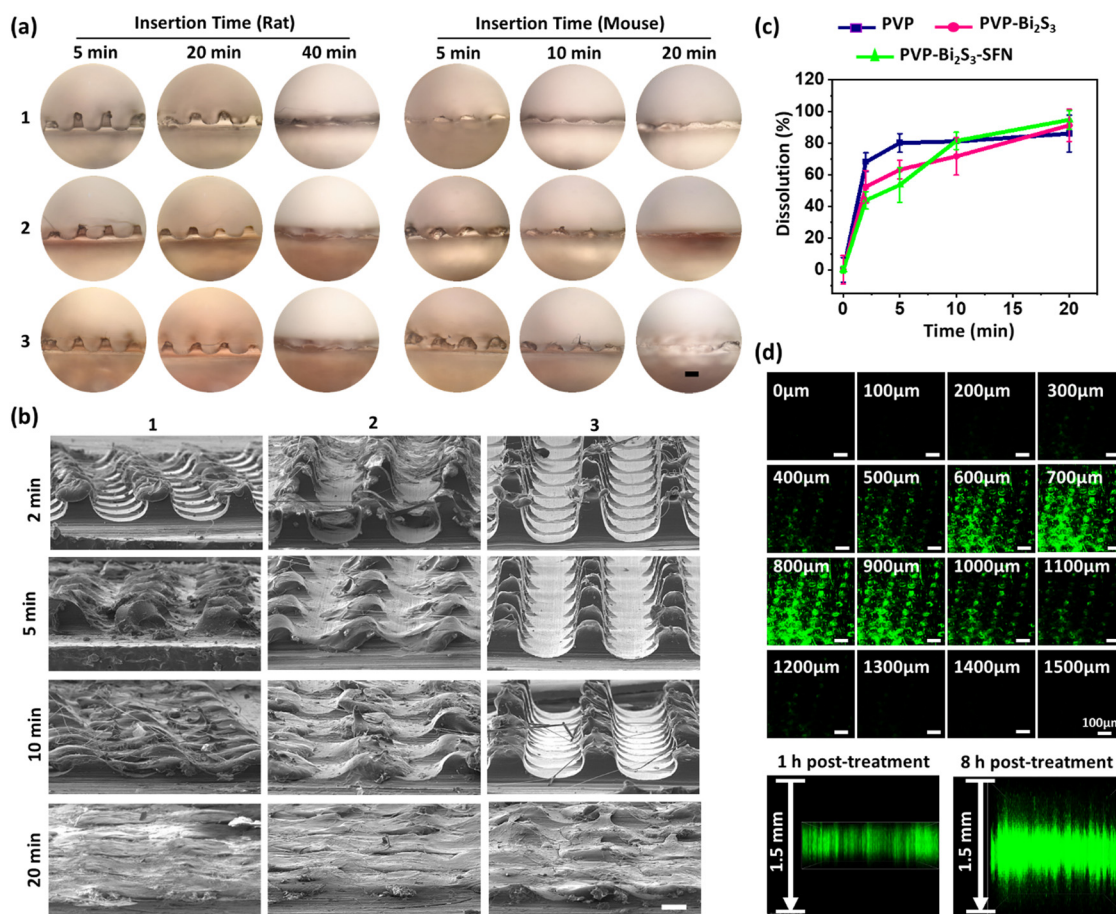 (a)
Insertion Time (Rat)
Insertion Time (Mouse)
5 min 20 min 40 min
5 min 10 min 20 min
1
2
3
(b)
1 2 3
2 min
5 min
10 min
20 min
(c)
PVP
PVP-Bi₂S₃
PVP-Bi₂S₃-SFN
Dissolution (%)
100
80
60
40
20
0
0 5 10 15 20
Time (min)
(d)
0μm 100μm 200μm 300μm
400μm 500μm 600μm 700μm
800μm 900μm 1000μm 1100μm
1200μm 1300μm 1400μm 1500μm
100μm
1 h post-treatment
8 h post-treatment
1.5 mm
1.5 mm